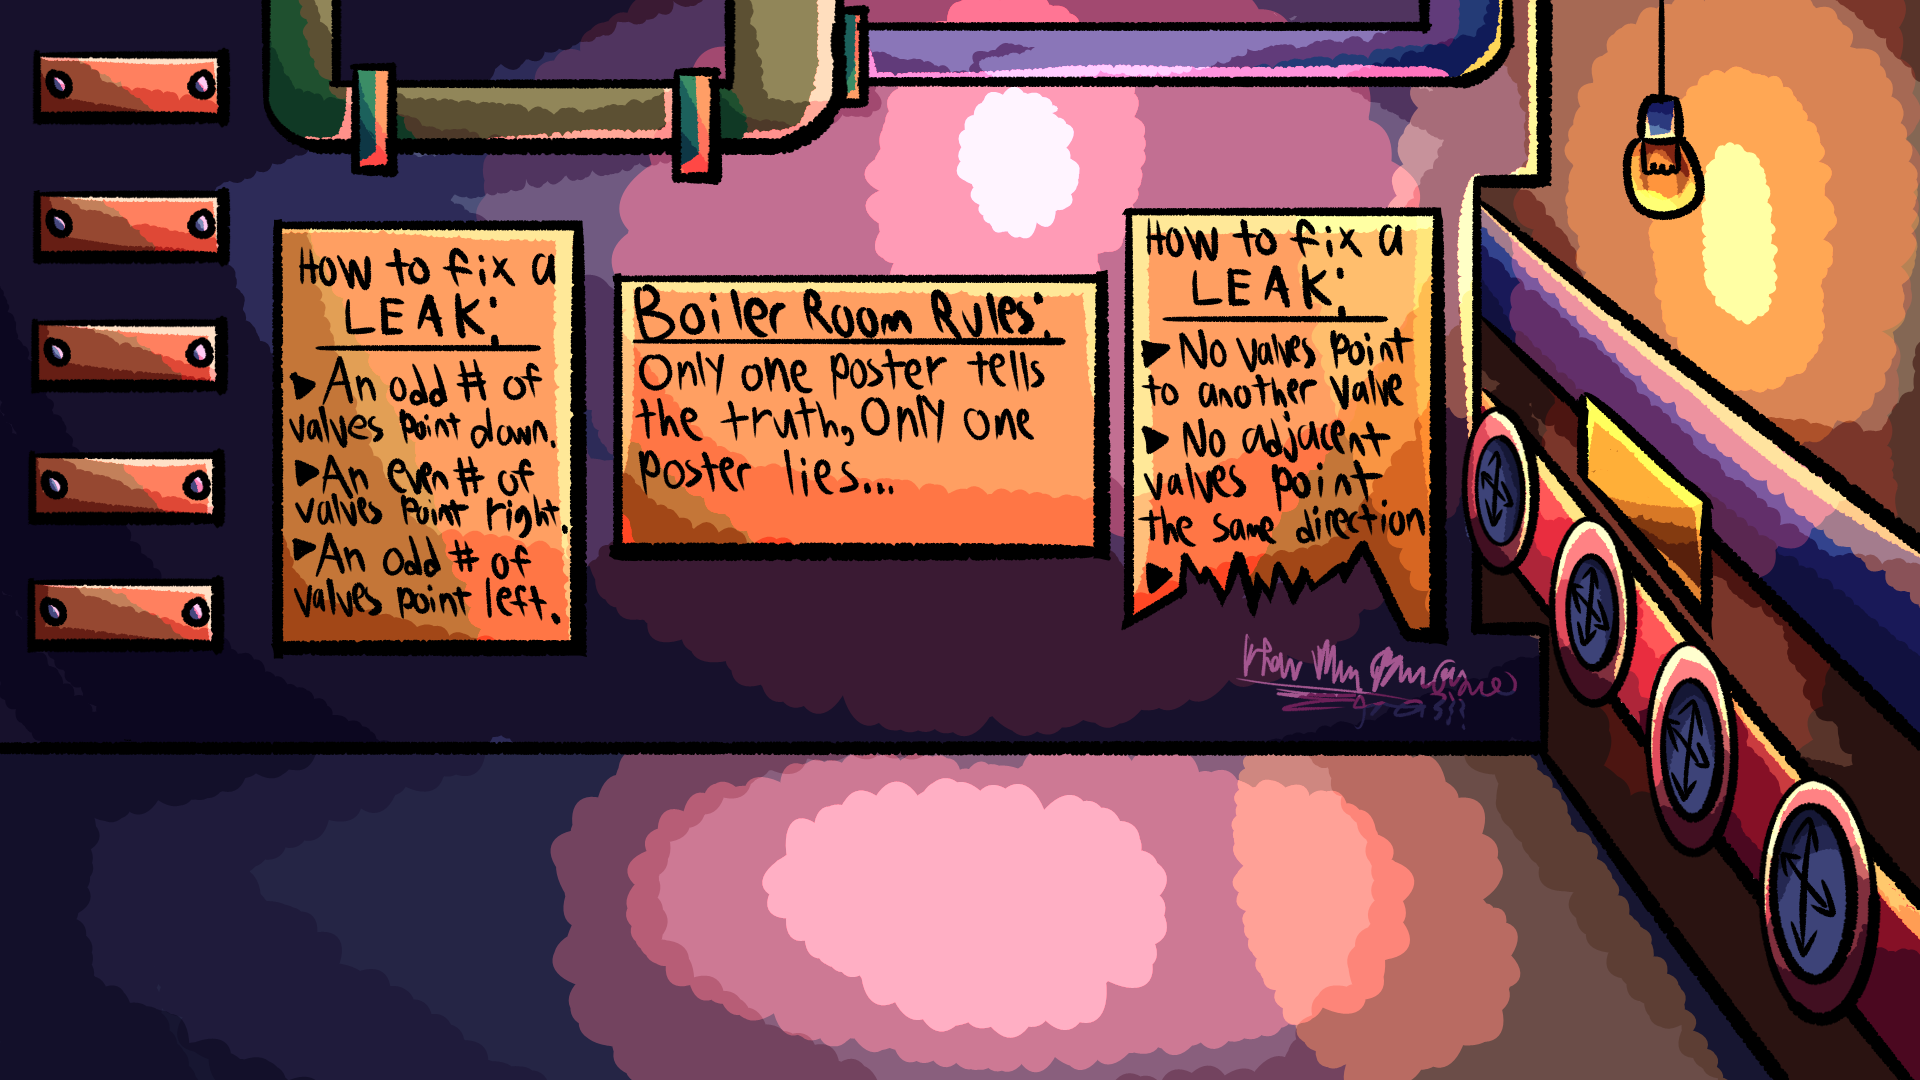 How to fix a
LEAK:
▶ An odd # of
valves point down.
▶ An even # of
valves point right.
▶ An odd # of
valves point left.
Boiler Room Rules:
Only one poster tells
the truth, Only one
poster lies...
How to fix a
LEAK:
▶ No valves point
to another valve
▶ No adjacent
valves point
the same direction
▶